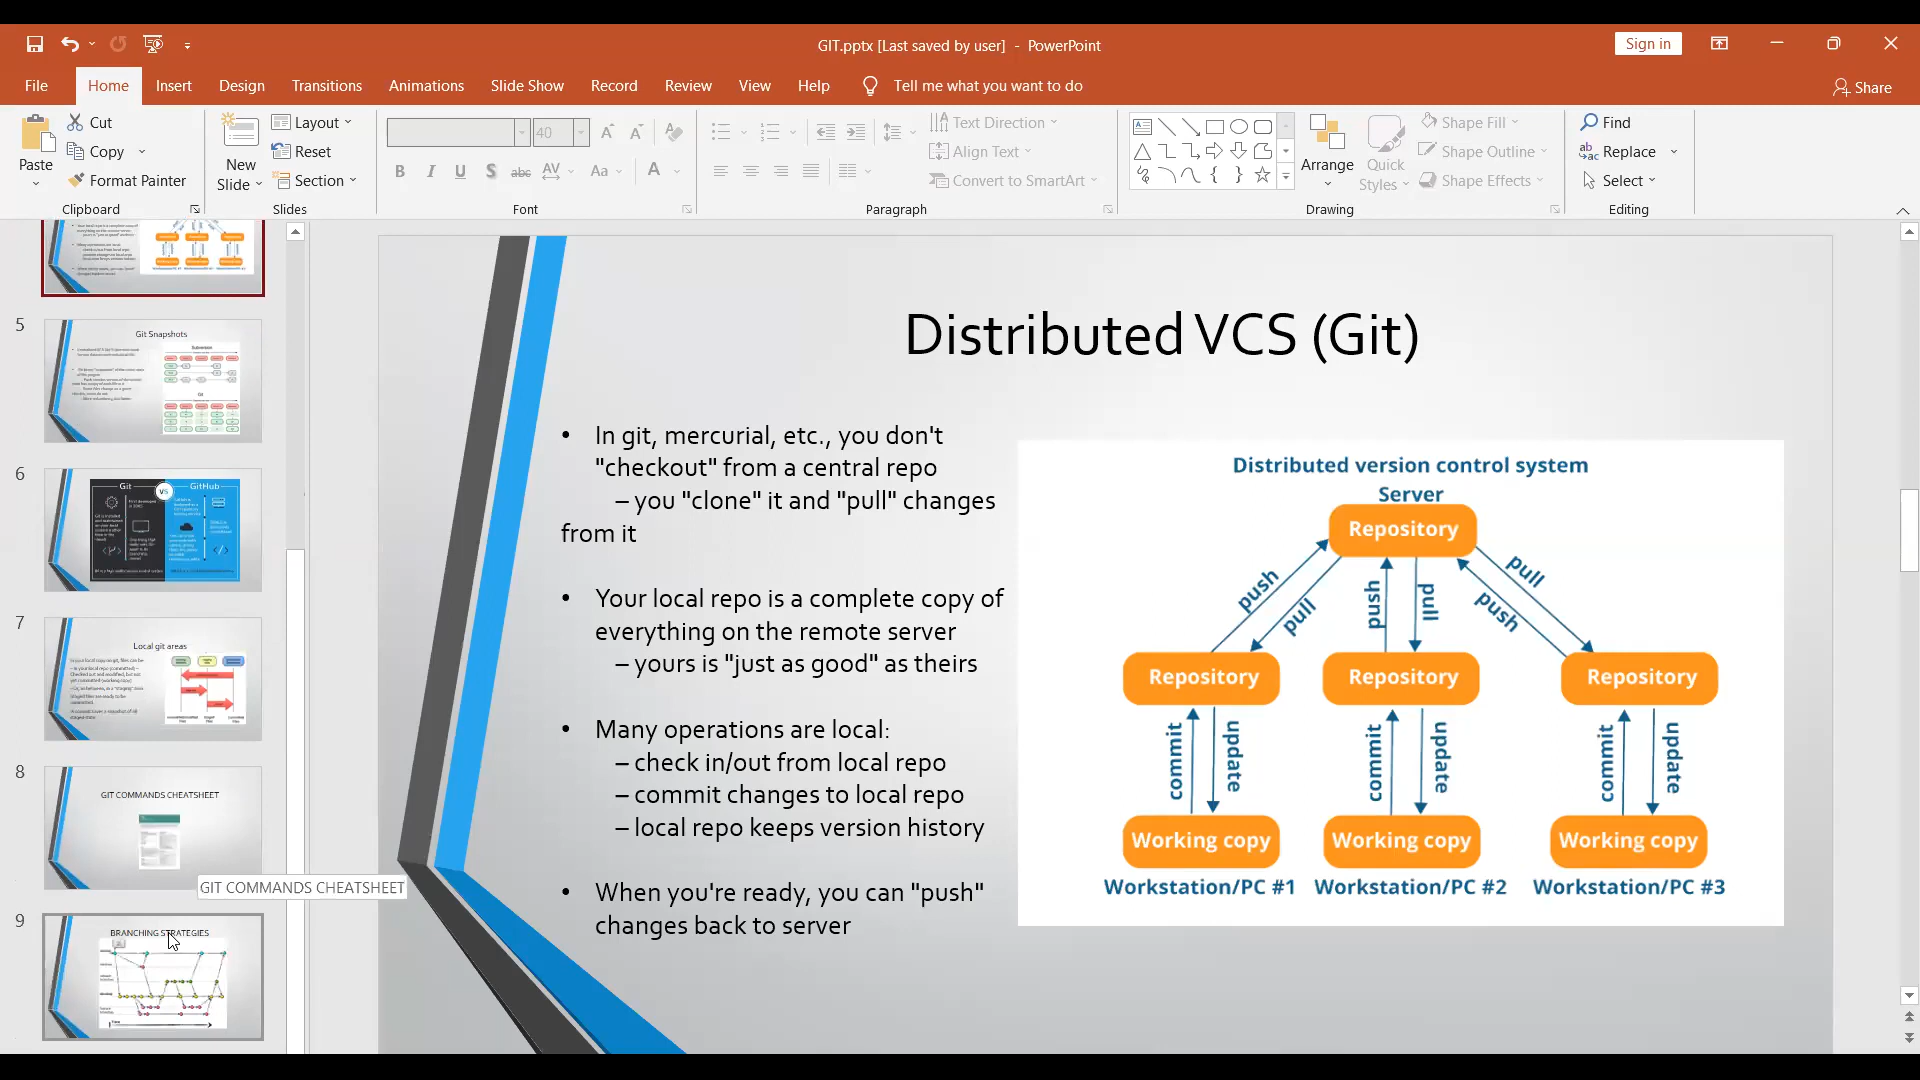 GIT.pptx [Last saved by user] - PowerPoint
Sign in
File Home Insert Design Transitions Animations Slide Show Record Review View Help Tell me what you want to do
Share
Paste
Cut
Copy
Format Painter
Clipboard
New
Slide
Layout
Reset
Section
Slides
40
B I U S abc AV Aa A
Font
Text Direction
Align Text
Convert to SmartArt
Paragraph
Arrange
Quick
Styles
Shape Fill
Shape Outline
Shape Effects
Drawing
Find
Replace
Select
Editing
5
Git Snapshots
Subversion
Git
6
Git VS GitHub
7
Local git areas
8
GIT COMMANDS CHEATSHEET
GIT COMMANDS CHEATSHEET
9
BRANCHING STRATEGIES
Distributed VCS (Git)
• In git, mercurial, etc., you don't
"checkout" from a central repo
– you "clone" it and "pull" changes
from it
• Your local repo is a complete copy of
everything on the remote server
– yours is "just as good" as theirs
• Many operations are local:
– check in/out from local repo
– commit changes to local repo
– local repo keeps version history
• When you're ready, you can "push"
changes back to server
Distributed version control system
Server
Repository
push pull push pull push pull
Repository Repository Repository
commit update commit update commit update
Working copy Working copy Working copy
Workstation/PC #1 Workstation/PC #2 Workstation/PC #3